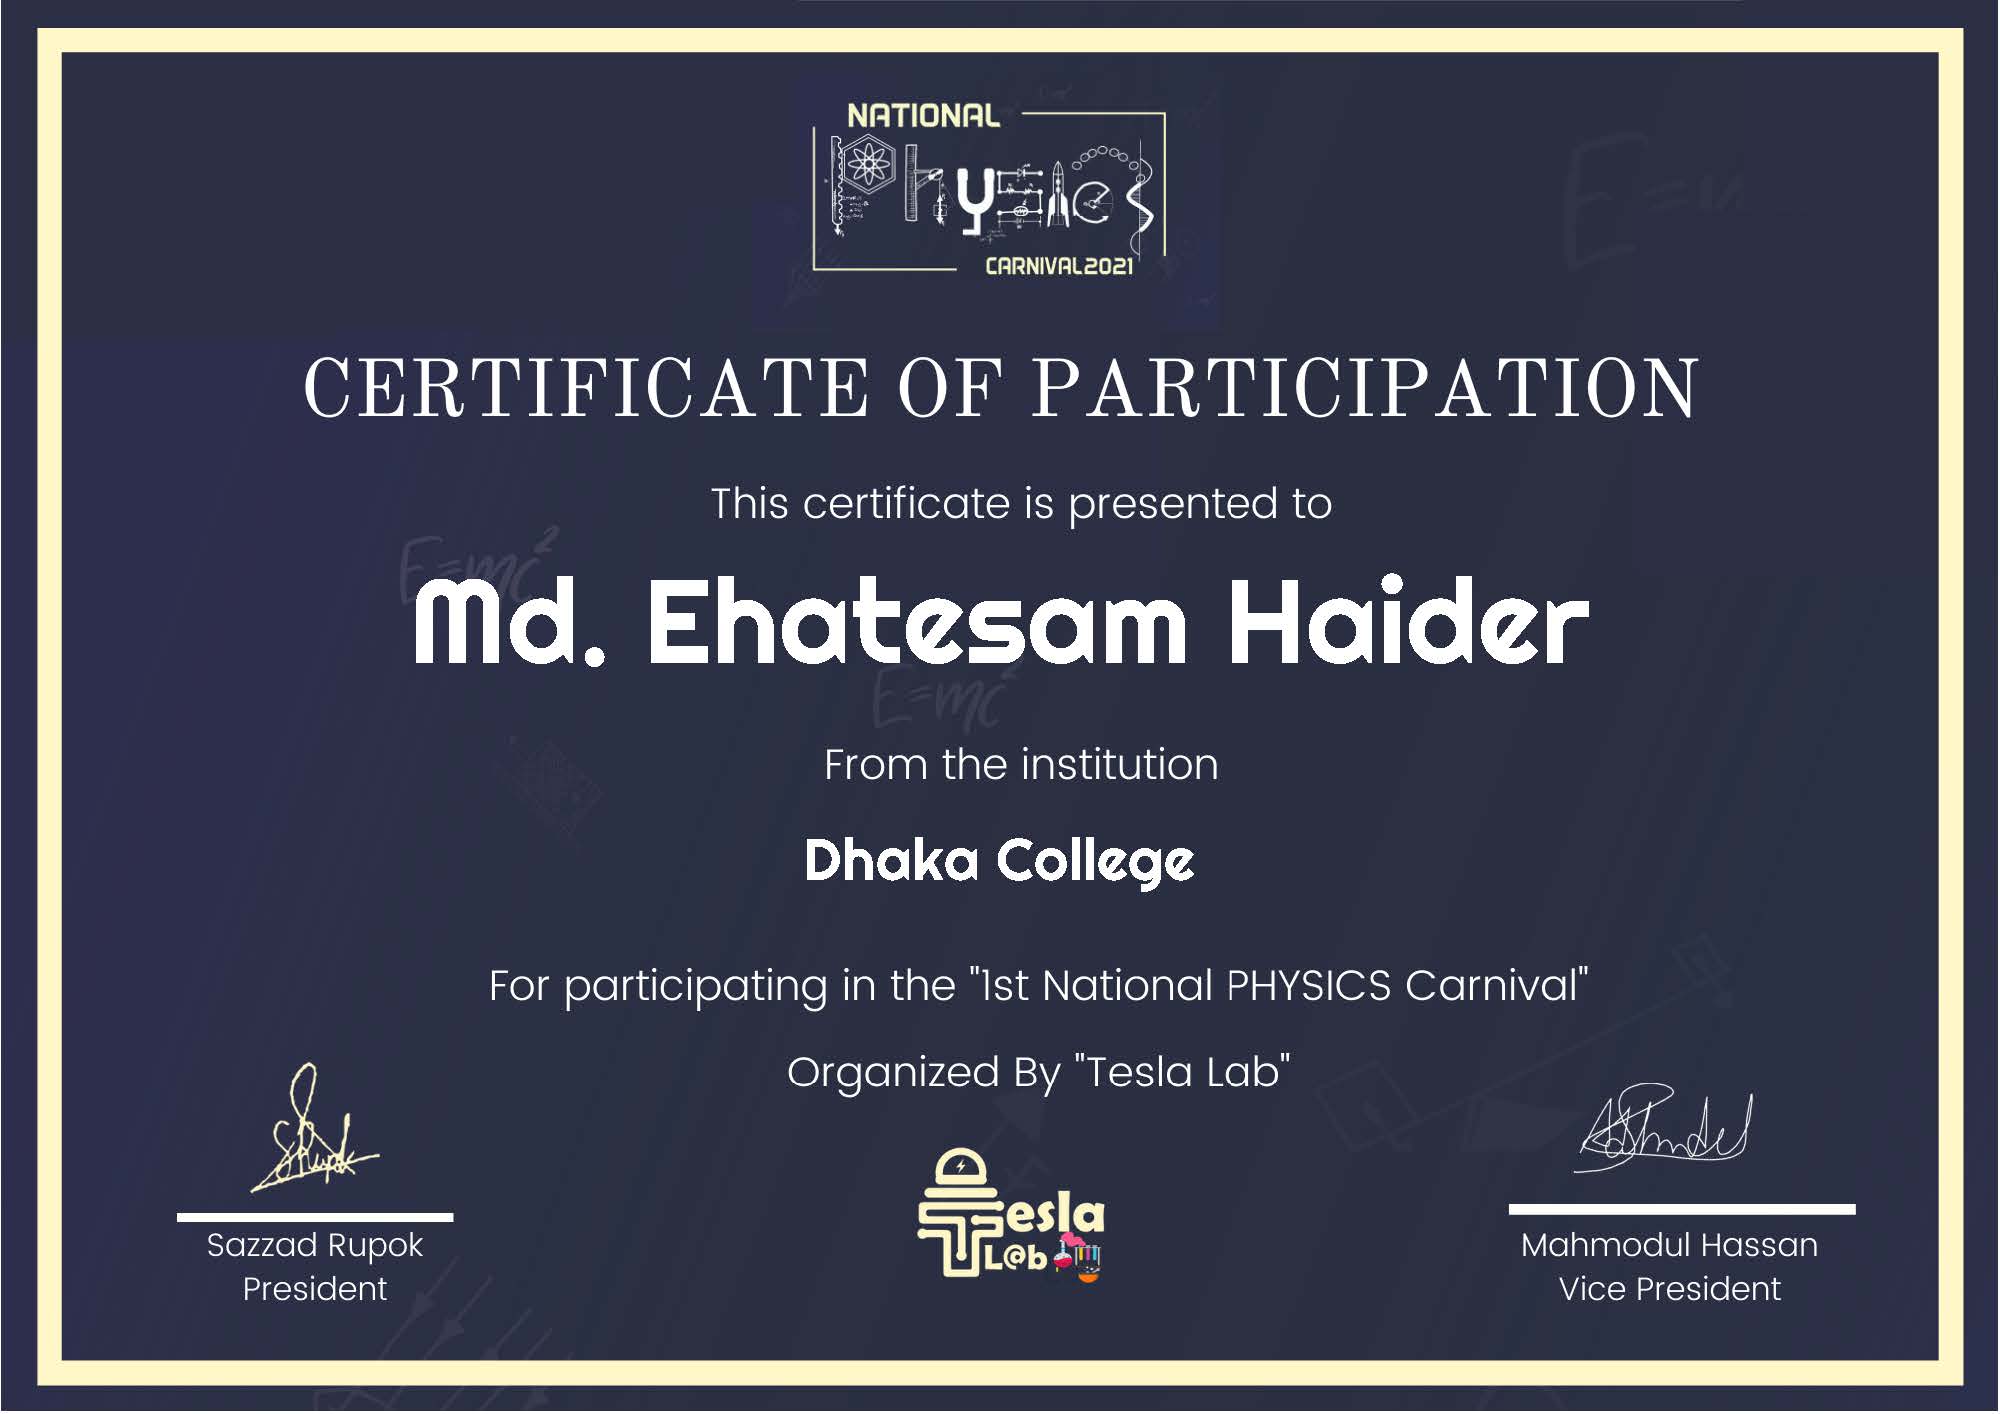 NATIONAL
Physics
CARNIVAL2021
CERTIFICATE OF PARTICIPATION
This certificate is presented to
E=mc²
Md. Ehatesam Haider
E=mc²
From the institution
Dhaka College
For participating in the "1st National PHYSICS Carnival"
Organized By "Tesla Lab"
Tesla
L@b
Sazzad Rupok
President
Mahmodul Hassan
Vice President